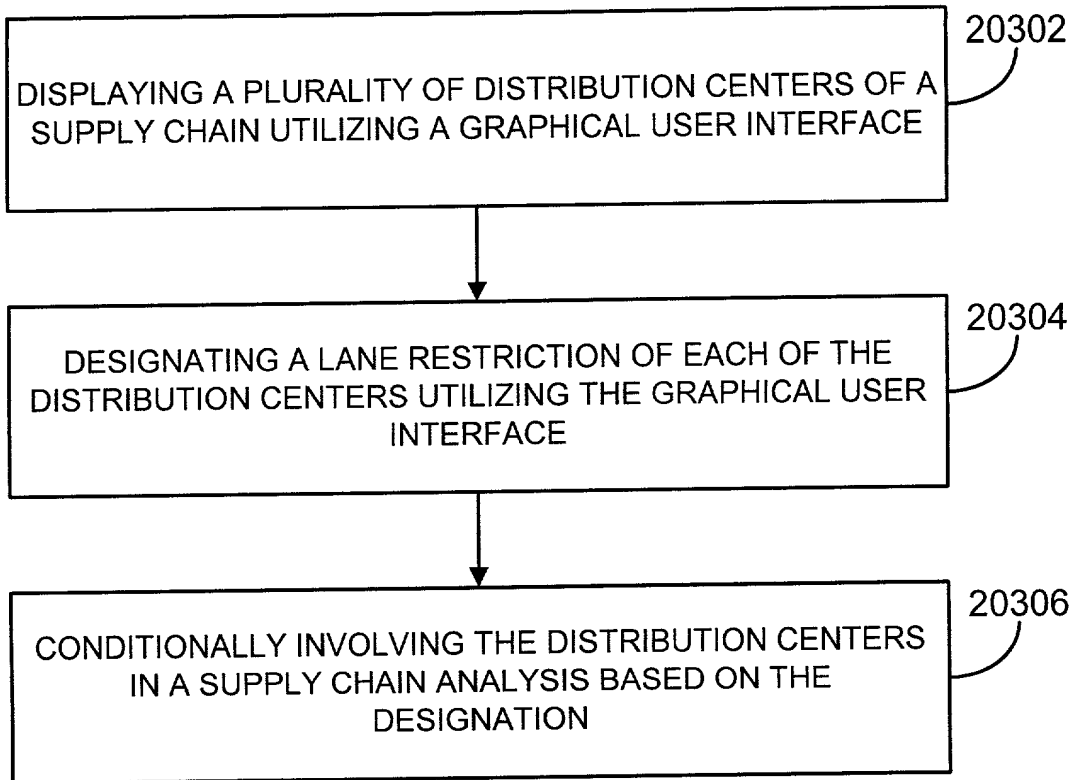 20302
DISPLAYING A PLURALITY OF DISTRIBUTION CENTERS OF A
SUPPLY CHAIN UTILIZING A GRAPHICAL USER INTERFACE
20304
DESIGNATING A LANE RESTRICTION OF EACH OF THE
DISTRIBUTION CENTERS UTILIZING THE GRAPHICAL USER
INTERFACE
20306
CONDITIONALLY INVOLVING THE DISTRIBUTION CENTERS
IN A SUPPLY CHAIN ANALYSIS BASED ON THE
DESIGNATION